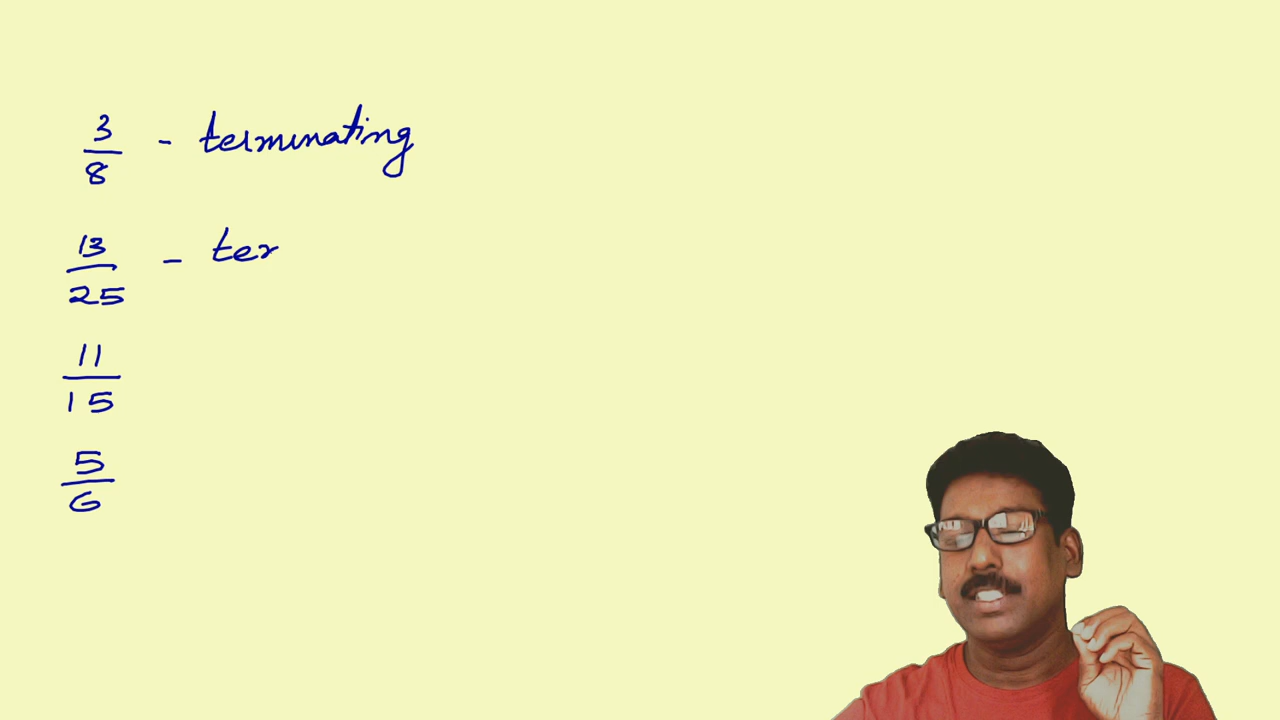 3/8 - terminating
13/25 - ter
11/15
5/6